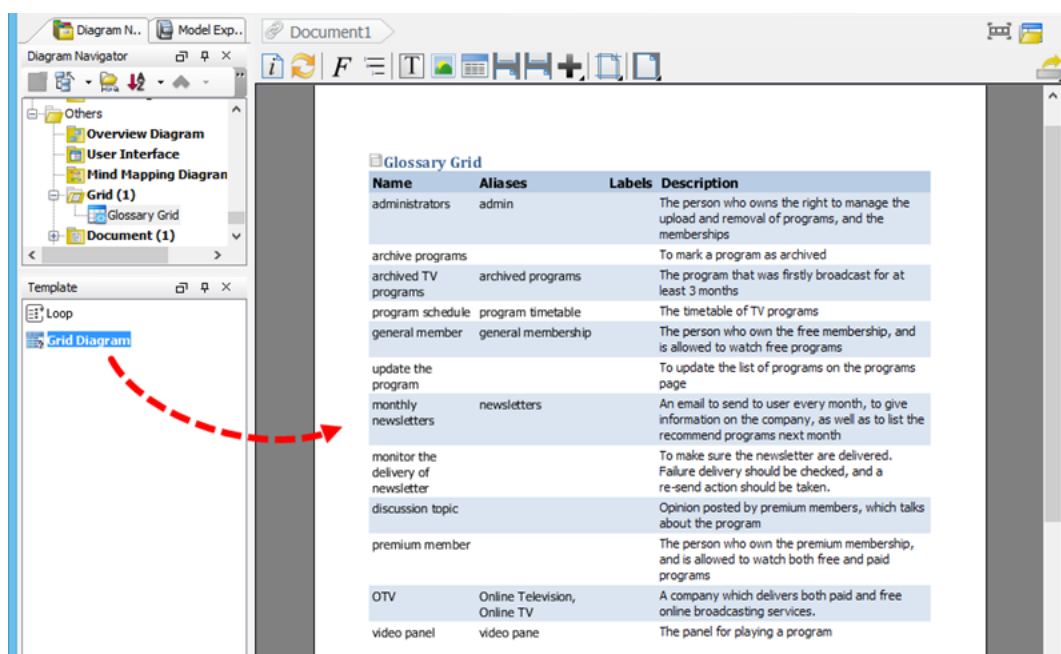 Diagram N..
Model Exp..
Document1
Diagram Navigator
Others
Overview Diagram
User Interface
Mind Mapping Diagran
Grid (1)
Glossary Grid
Document (1)
Template
Loop
Grid Diagram
i
F
T
Glossary Grid
Name Aliases Labels Description
administrators admin The person who owns the right to manage the
upload and removal of programs, and the
memberships
archive programs To mark a program as archived
archived TV archived programs The program that was firstly broadcast for at
programs least 3 months
program schedule program timetable The timetable of TV programs
general member general membership The person who own the free membership, and
is allowed to watch free programs
update the To update the list of programs on the programs
program page
monthly newsletters An email to send to user every month, to give
newsletters information on the company, as well as to list the
recommend programs next month
monitor the To make sure the newsletter are delivered.
delivery of Failure delivery should be checked, and a
newsletter re-send action should be taken.
discussion topic Opinion posted by premium members, which talks
about the program
premium member The person who own the premium membership,
and is allowed to watch both free and paid
programs
OTV Online Television, A company which delivers both paid and free
Online TV online broadcasting services.
video panel video pane The panel for playing a program